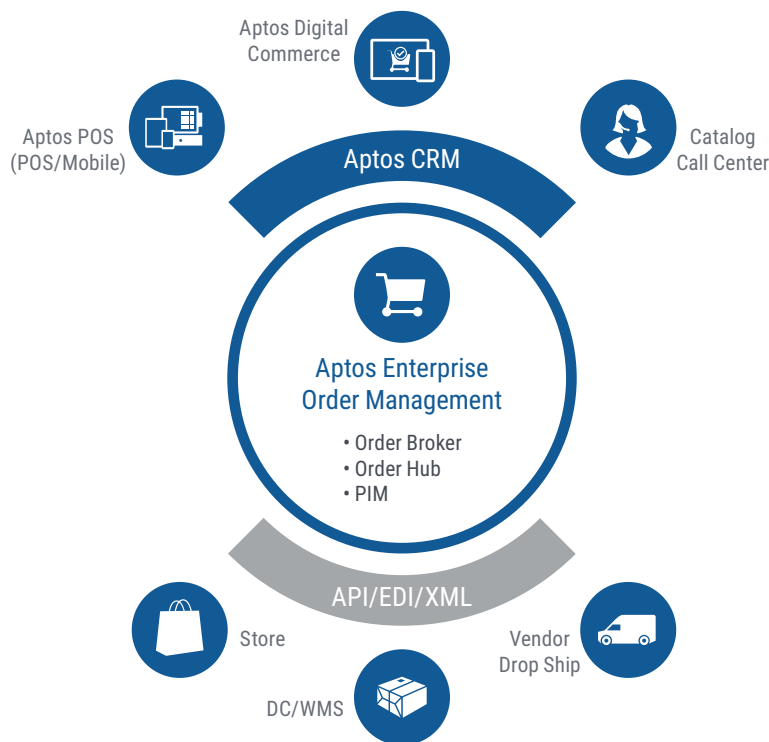 Aptos Digital
Commerce
Aptos POS
(POS/Mobile)
Catalog
Call Center
Aptos CRM
Aptos Enterprise
Order Management
• Order Broker
• Order Hub
• PIM
API/EDI/XML
Store
Vendor
Drop Ship
DC/WMS